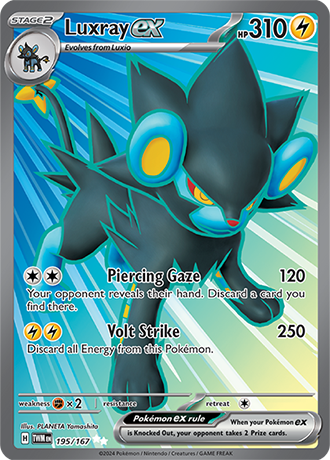 STAGE 2 Luxray ex HP 310
Evolves from Luxio
Piercing Gaze 120
Your opponent reveals their hand. Discard a card you
find there.
Volt Strike 250
Discard all Energy from this Pokémon.
weakness ×2 resistance retreat
Pokémon ex rule When your Pokémon ex
is Knocked Out, your opponent takes 2 Prize cards.
Illus. PLANETA Yamashita
H TWM EN 195/167
©2024 Pokémon / Nintendo / Creatures / GAME FREAK